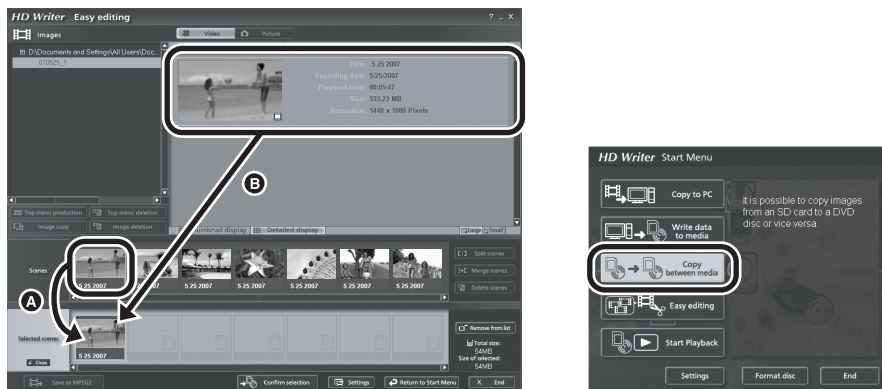 HD Writer Easy editing
? _ X
Images
Video
Picture
D:\Documents and Settings\All Users\Doc...
070525_1
Title 5 25 2007
Recording date 5/25/2007
Playback time 00:05:47
Size 533.23 MB
Resolution 1440 x 1080 Pixels
B
Top menu production
Top menu deletion
Image copy
Image deletion
umbnail display
Detailed display
Large
Small
Scenes
5 25 2007
5 25 2007
5 25 2007
5 25 2007
5 25 2007
5 25 2007
5 25 2007
Split scenes
Merge scenes
Delete scenes
A
Selected scenes
Close
5 25 2007
Remove from list
Total size:
54MB
Size of selected:
54MB
Save as MPEG2
Confirm selection
Settings
Return to Start Menu
X End
HD Writer Start Menu
Copy to PC
Write data
to media
Copy
between media
Easy editing
Start Playback
It is possible to copy images
from an SD card to a DVD
disc or vice versa.
Settings
Format disc
End